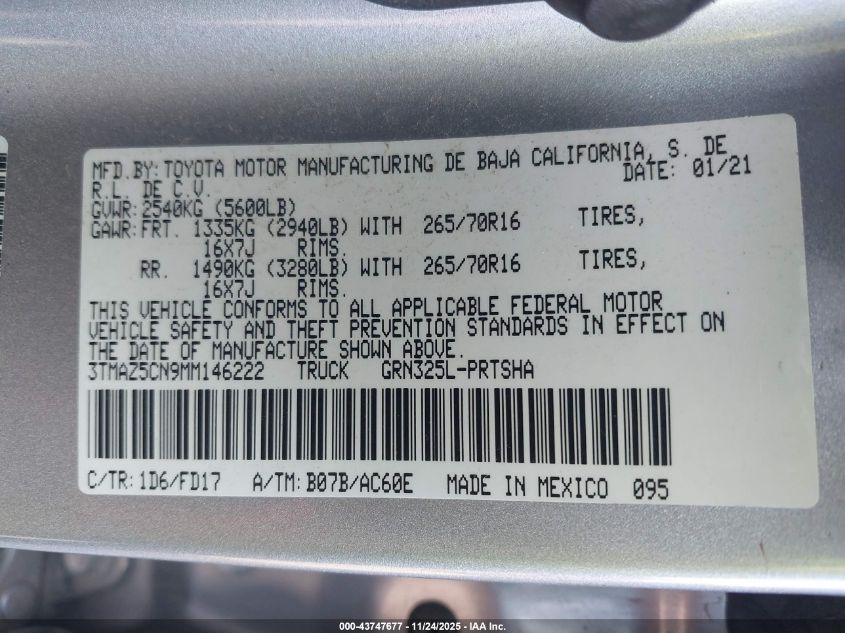 MFD. BY: TOYOTA MOTOR MANUFACTURING DE BAJA CALIFORNIA, S. DE
R.L. DE C.V. DATE: 01/21
GVWR: 2540KG (5600LB)
GAWR: FRT. 1335KG (2940LB) WITH 265/70R16 TIRES,
16X7J RIMS.
RR. 1490KG (3280LB) WITH 265/70R16 TIRES,
16X7J RIMS.
THIS VEHICLE CONFORMS TO ALL APPLICABLE FEDERAL MOTOR
VEHICLE SAFETY AND THEFT PREVENTION STANDARDS IN EFFECT ON
THE DATE OF MANUFACTURE SHOWN ABOVE.
3TMAZ5CN9MM146222 TRUCK GRN325L-PRTSHA
C/TR: 1D6/FD17 A/TM: B07B/AC60E MADE IN MEXICO 095
000-43747677 - 11/24/2025 - IAA Inc.